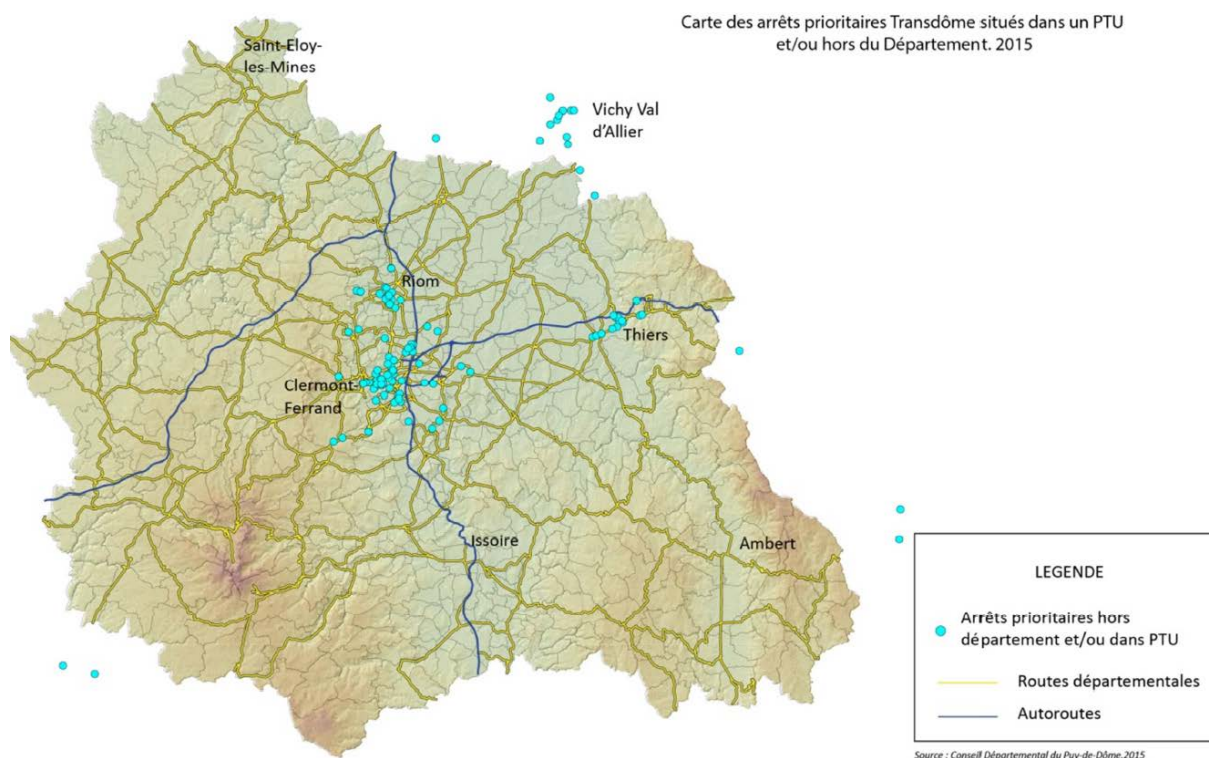 Carte des arrêts prioritaires Transdôme situés dans un PTU
et/ou hors du Département. 2015
Saint-Eloy-
les-Mines
Vichy Val
d'Allier
Riom
Thiers
Clermont-
Ferrand
Issoire
Ambert
LEGENDE
Arrêts prioritaires hors
département et/ou dans PTU
Routes départementales
Autoroutes
Source : Conseil Départemental du Puy-de-Dôme,2015